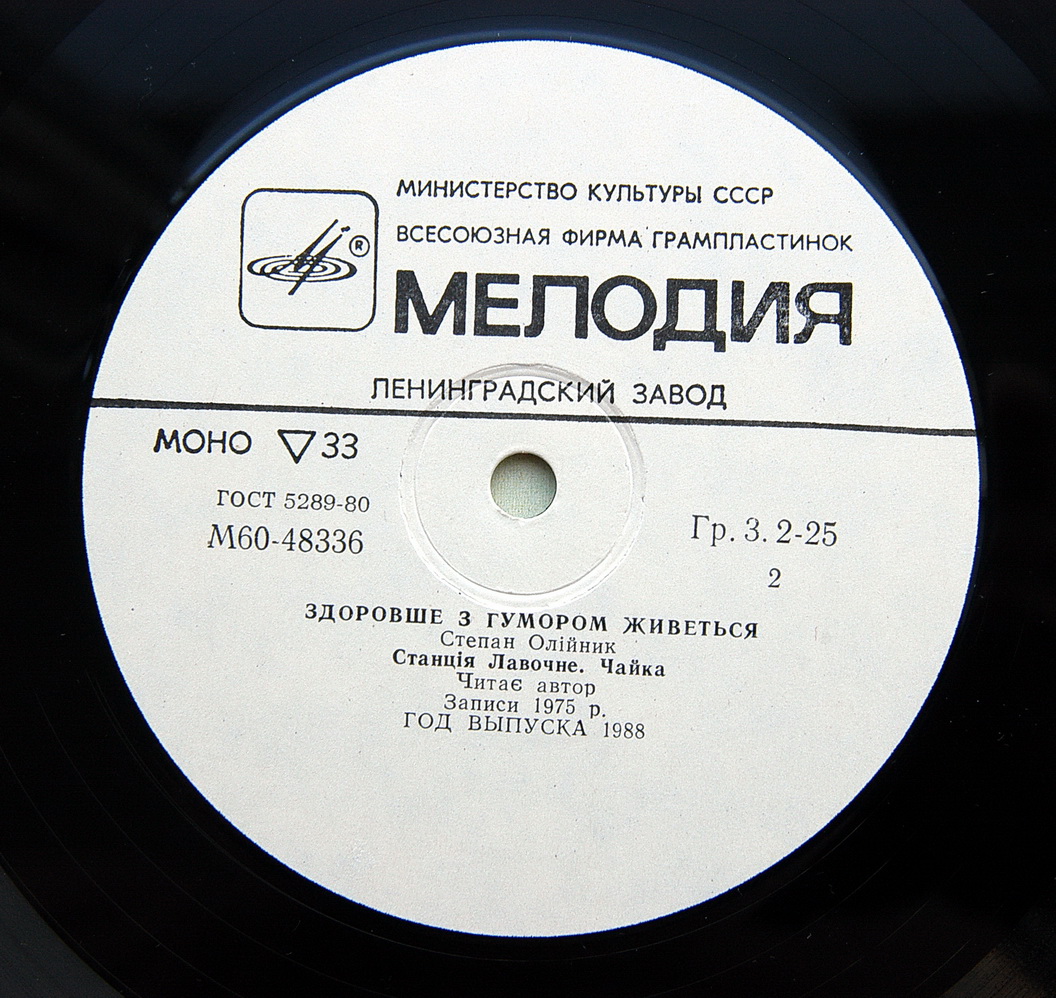 МИНИСТЕРСТВО КУЛЬТУРЫ СССР
ВСЕСОЮЗНАЯ ФИРМА ГРАМПЛАСТИНОК
®
МЕЛОДИЯ
ЛЕНИНГРАДСКИЙ ЗАВОД
МОНО ▽33
ГОСТ 5289-80
М60-48336
Гр. 3. 2-25
2
ЗДОРОВШЕ З ГУМОРОМ ЖИВЕТЬСЯ
Степан Олійник
Станція Лавочне. Чайка
Читає автор
Записи 1975 р.
ГОД ВЫПУСКА 1988